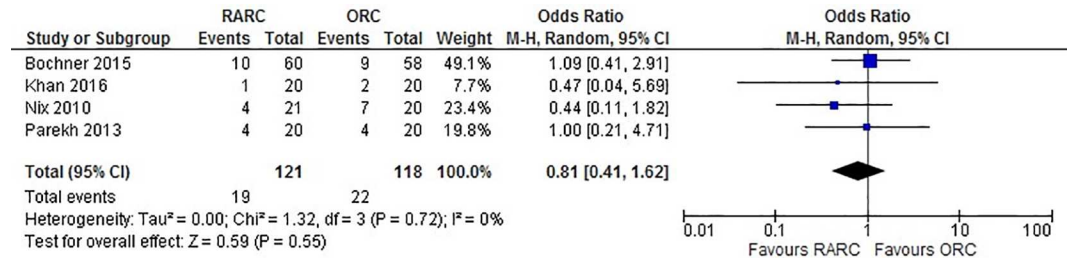 RARC ORC Odds Ratio Odds Ratio
Study or Subgroup Events Total Events Total Weight M-H, Random, 95% CI M-H, Random, 95% CI
Bochner 2015 10 60 9 58 49.1% 1.09 [0.41, 2.91]
Khan 2016 1 20 2 20 7.7% 0.47 [0.04, 5.69]
Nix 2010 4 21 7 20 23.4% 0.44 [0.11, 1.82]
Parekh 2013 4 20 4 20 19.8% 1.00 [0.21, 4.71]
Total (95% CI) 121 118 100.0% 0.81 [0.41, 1.62]
Total events 19 22
Heterogeneity: Tau² = 0.00; Chi² = 1.32, df = 3 (P = 0.72); I² = 0%
Test for overall effect: Z = 0.59 (P = 0.55)
0.01 0.1 1 10 100
Favours RARC Favours ORC